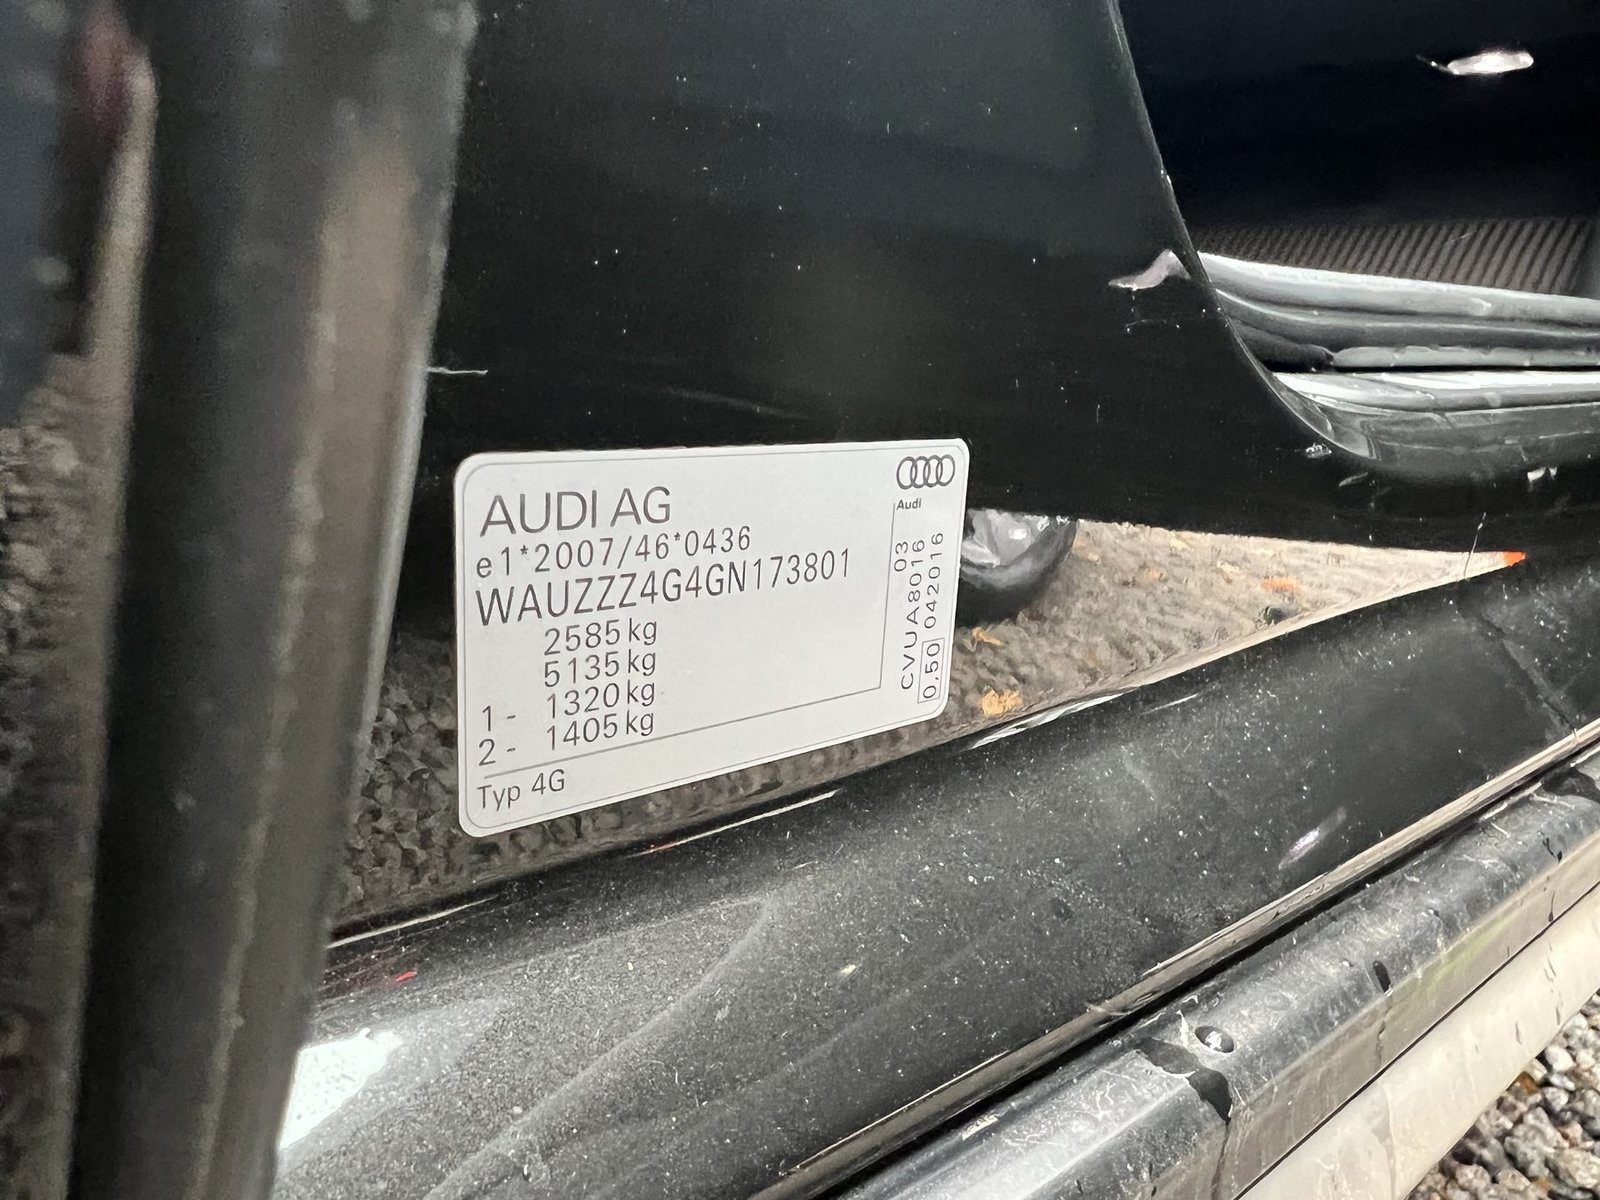 AUDI AG
e1*2007/46*0436
WAUZZZ4G4GN173801
2585 kg
5135 kg
1 - 1320 kg
2 - 1405 kg
Typ 4G
Audi
CVUA8016 03
0,50 042016